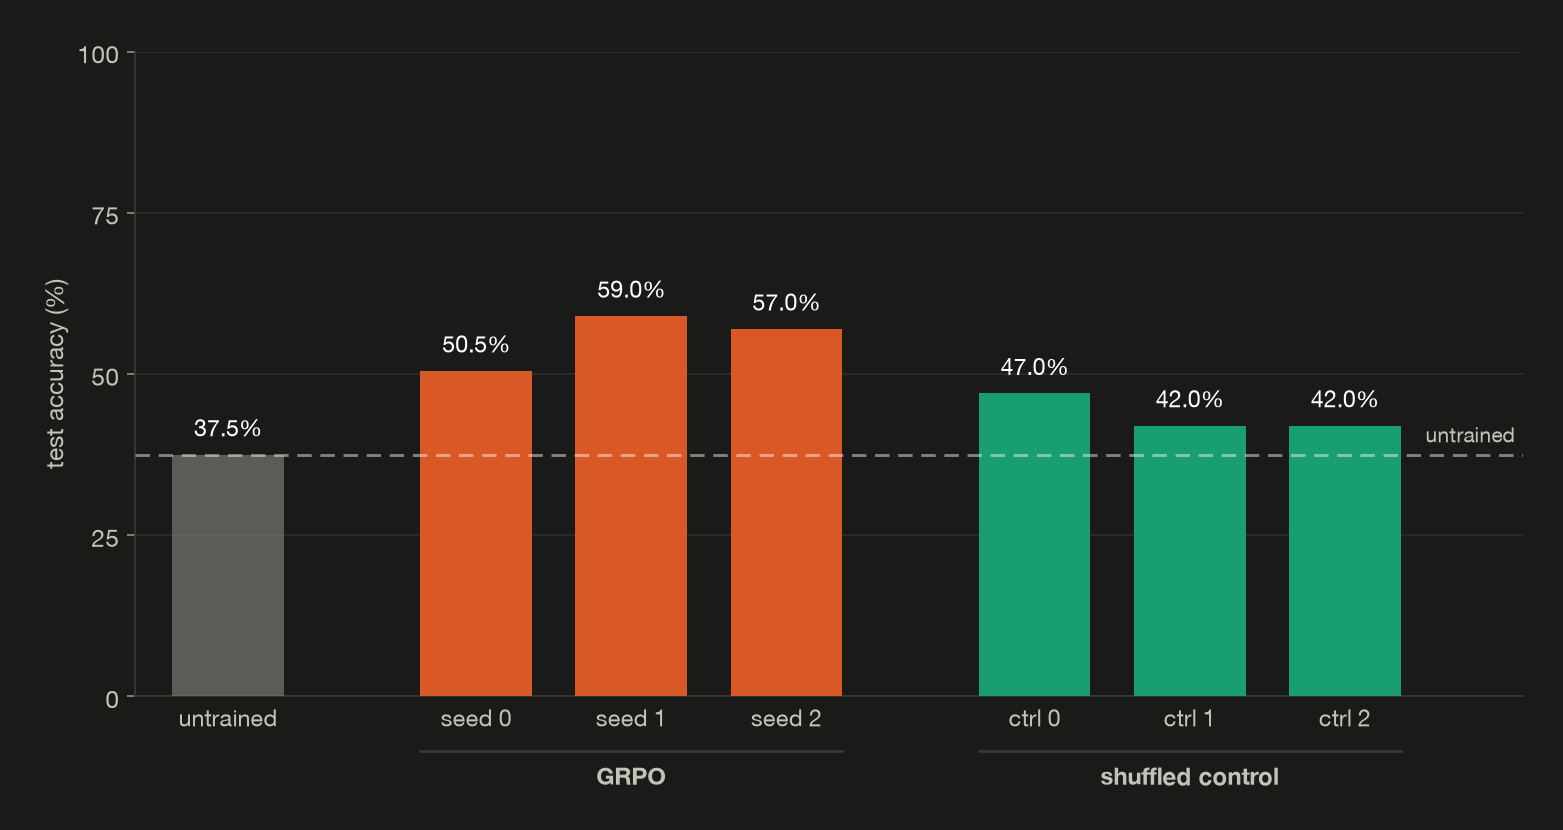 100
75
50
25
0
test accuracy (%)
37.5%
50.5%
59.0%
57.0%
47.0%
42.0%
42.0%
untrained
untrained
seed 0
seed 1
seed 2
ctrl 0
ctrl 1
ctrl 2
GRPO
shuffled control